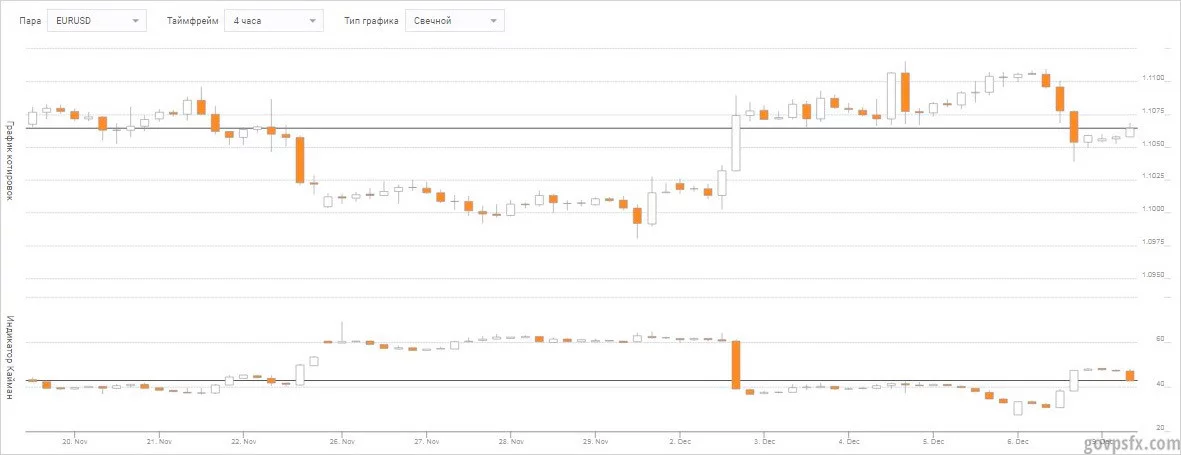 Пара EURUSD Таймфрейм 4 часа Тип графика Свечной
График котировок
1.1100
1.1075
1.1050
1.1025
1.1000
1.0975
1.0950
Индикатор Кайман
60
40
20
20. Nov 21. Nov 22. Nov 26. Nov 27. Nov 28. Nov 29. Nov 2. Dec 3. Dec 4. Dec 5. Dec 6. Dec
govpsfx.com